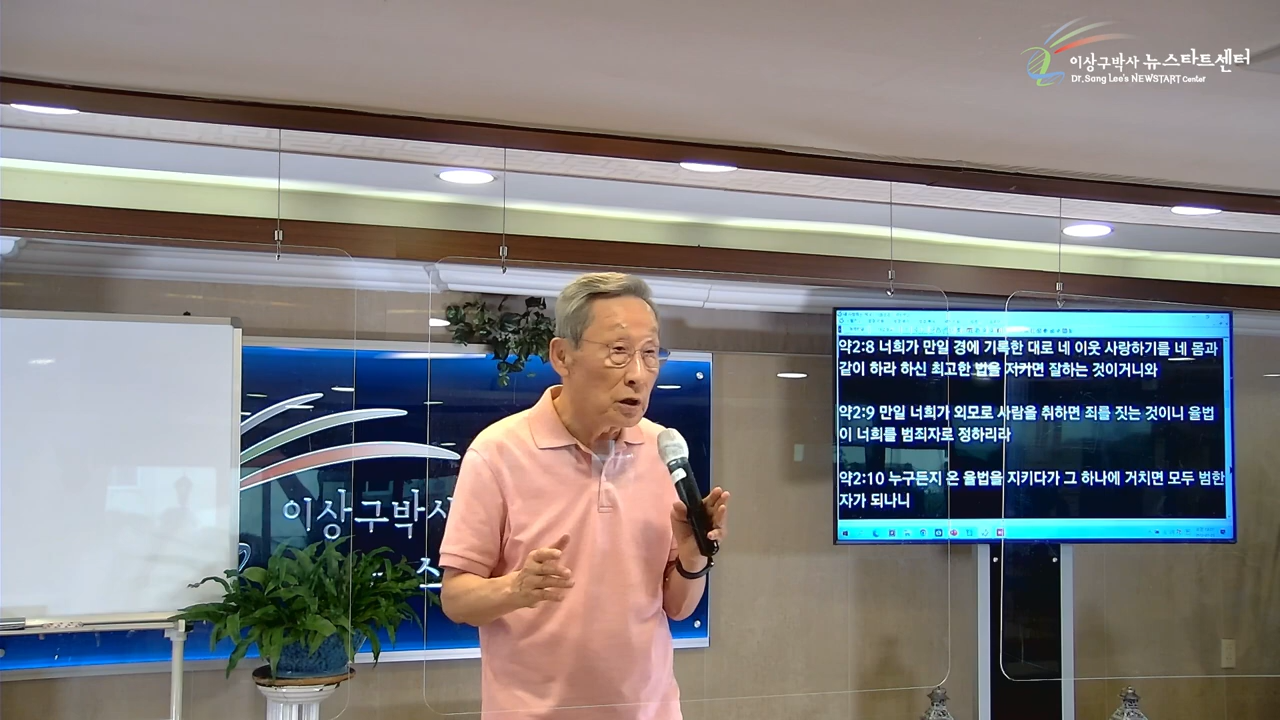 이상구박사 뉴스타트센터
Dr. Sang Lee's NEWSTART Center
약2:8 너희가 만일 경에 기록한 대로 네 이웃 사랑하기를 네 몸과
같이 하라 하신 최고한 법을 지키면 잘하는 것이거니와
약2:9 만일 너희가 외모로 사람을 취하면 죄를 짓는 것이니 율법
이 너희를 범죄자로 정하리라
약2:10 누구든지 온 율법을 지키다가 그 하나에 거치면 모두 범한
자가 되나니
이상구박사
스